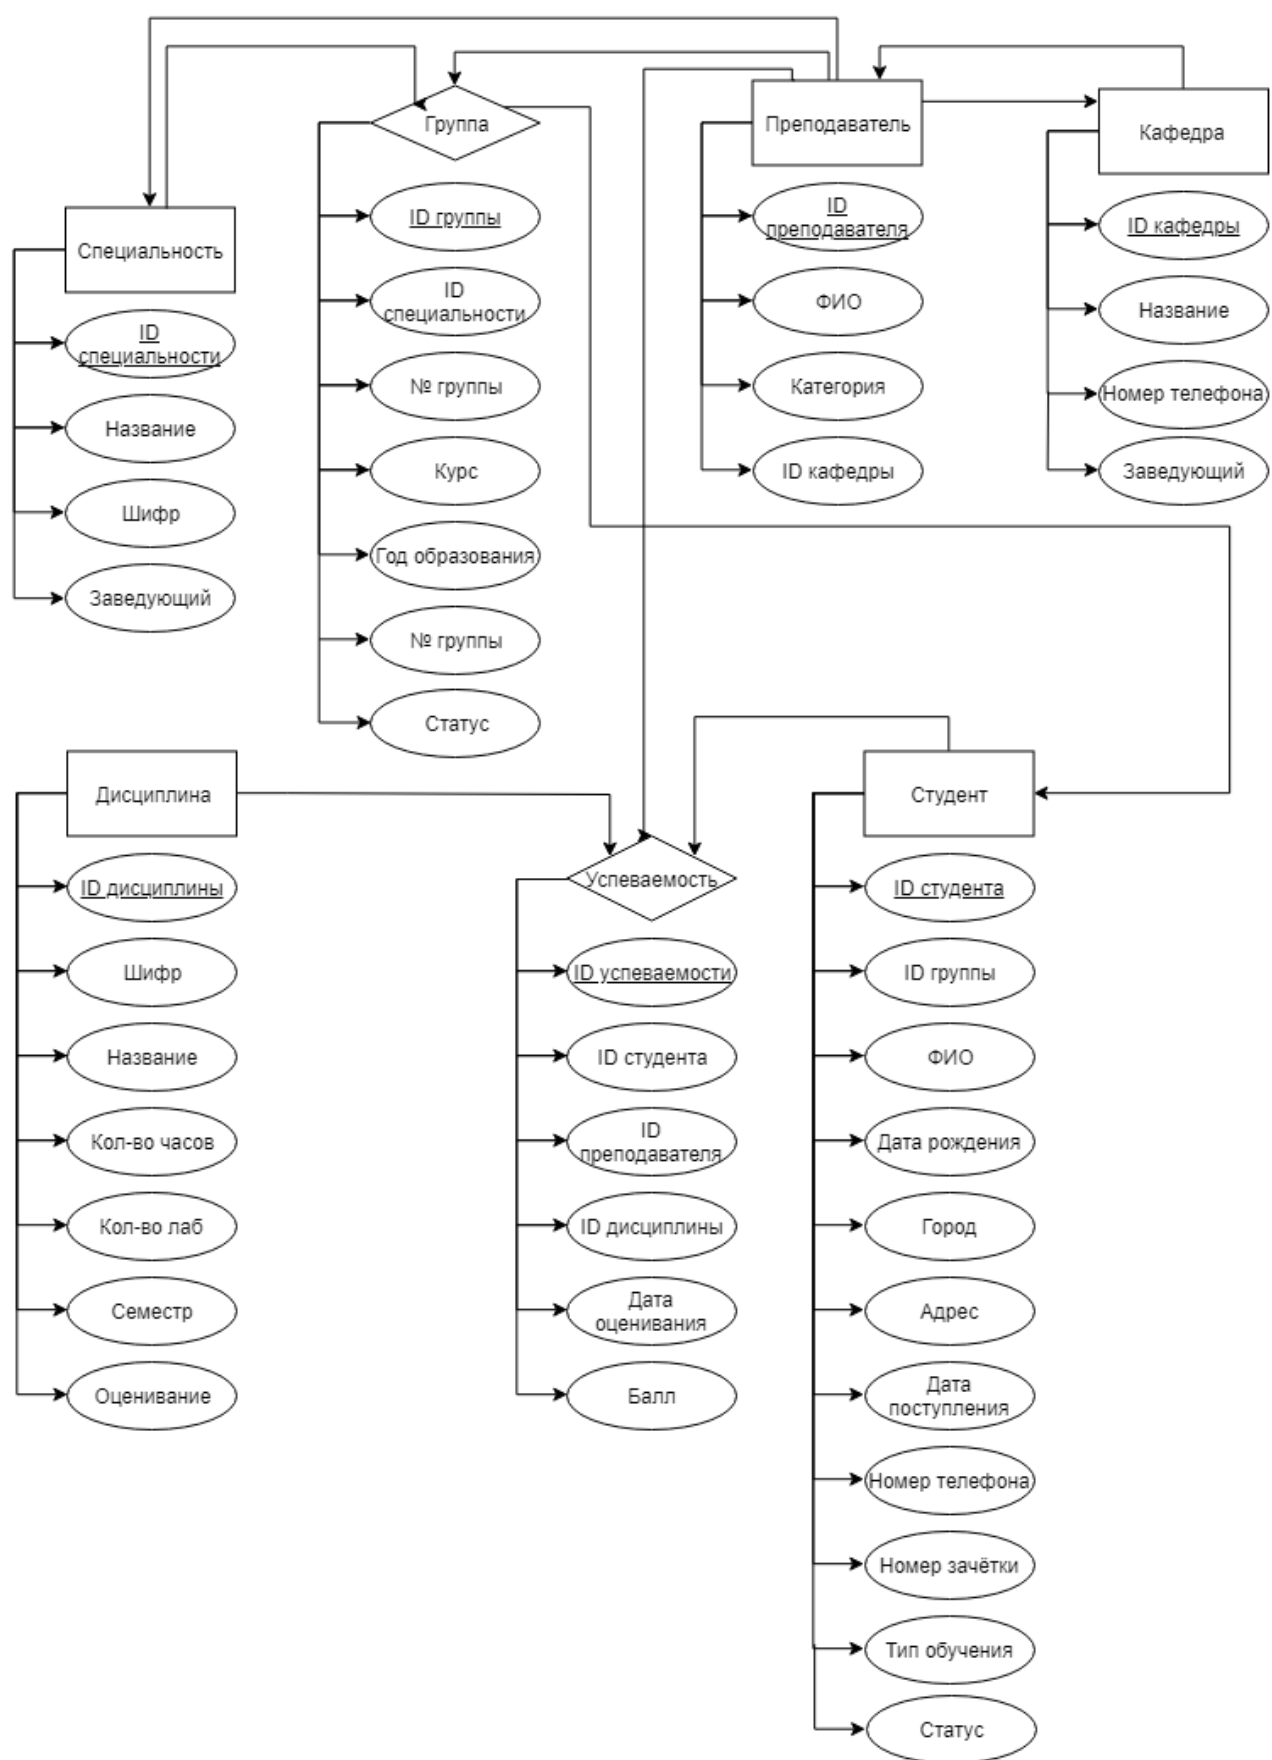 Группа
ID группы
ID
специальности
№ группы
Курс
Год образования
№ группы
Статус
Преподаватель
ID
преподавателя
ФИО
Категория
ID кафедры
Кафедра
ID кафедры
Название
Номер телефона
Заведующий
Специальность
ID
специальности
Название
Шифр
Заведующий
Дисциплина
ID дисциплины
Шифр
Название
Кол-во часов
Кол-во лаб
Семестр
Оценивание
Успеваемость
ID успеваемости
ID студента
ID
преподавателя
ID дисциплины
Дата
оценивания
Балл
Студент
ID студента
ID группы
ФИО
Дата рождения
Город
Адрес
Дата
поступления
Номер телефона
Номер зачётки
Тип обучения
Статус